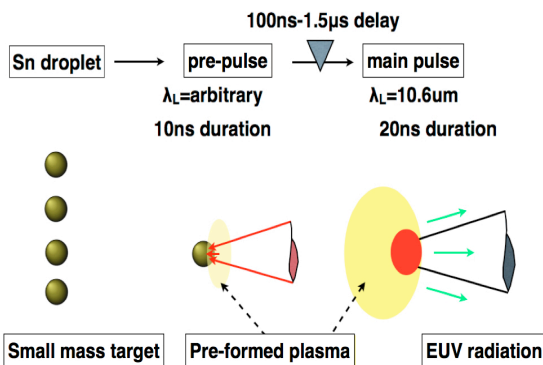 100ns-1.5µs delay
Sn droplet
pre-pulse
main pulse
λL=arbitrary
λL=10.6um
10ns duration
20ns duration
Small mass target
Pre-formed plasma
EUV radiation